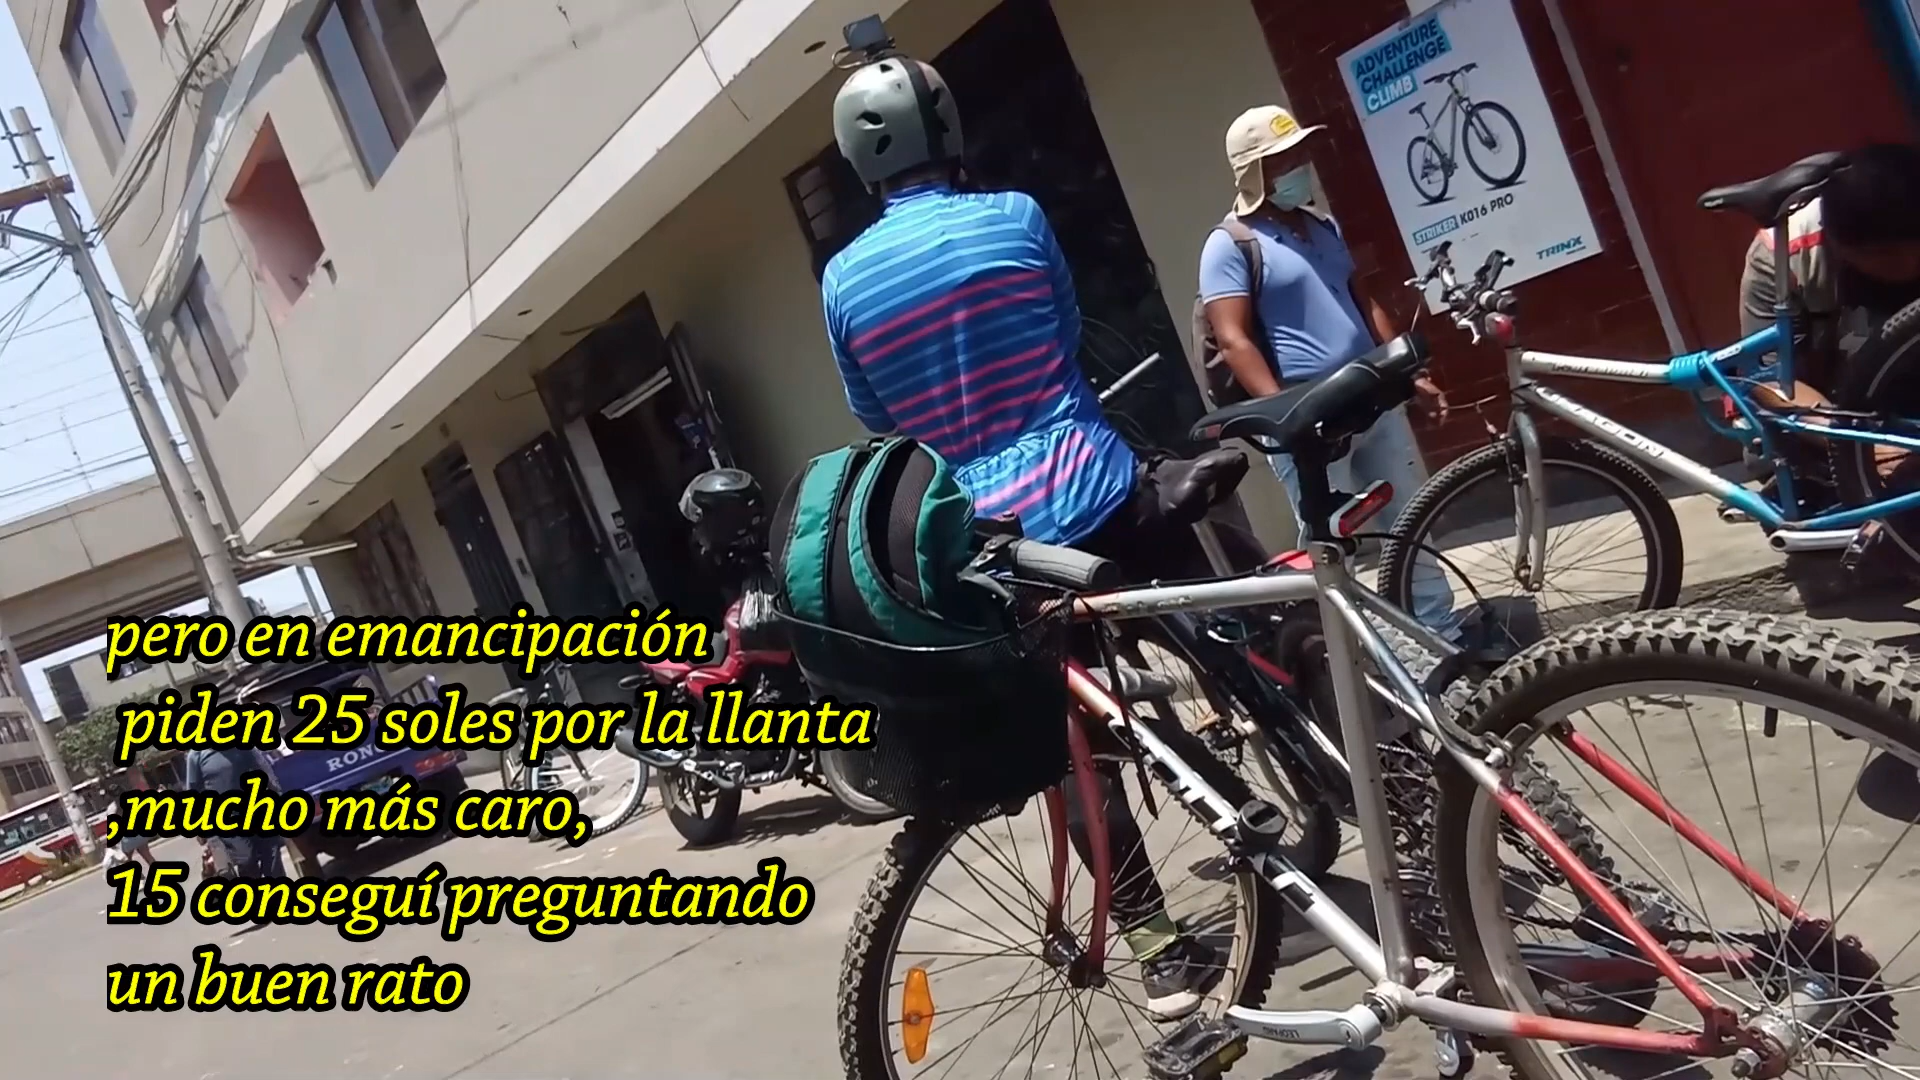 ADVENTURE
CHALLENGE
CLIMB
STRIKER K016 PRO
TRINX
pero en emancipación
piden 25 soles por la llanta
,mucho más caro,
15 conseguí preguntando
un buen rato
LEOPARD